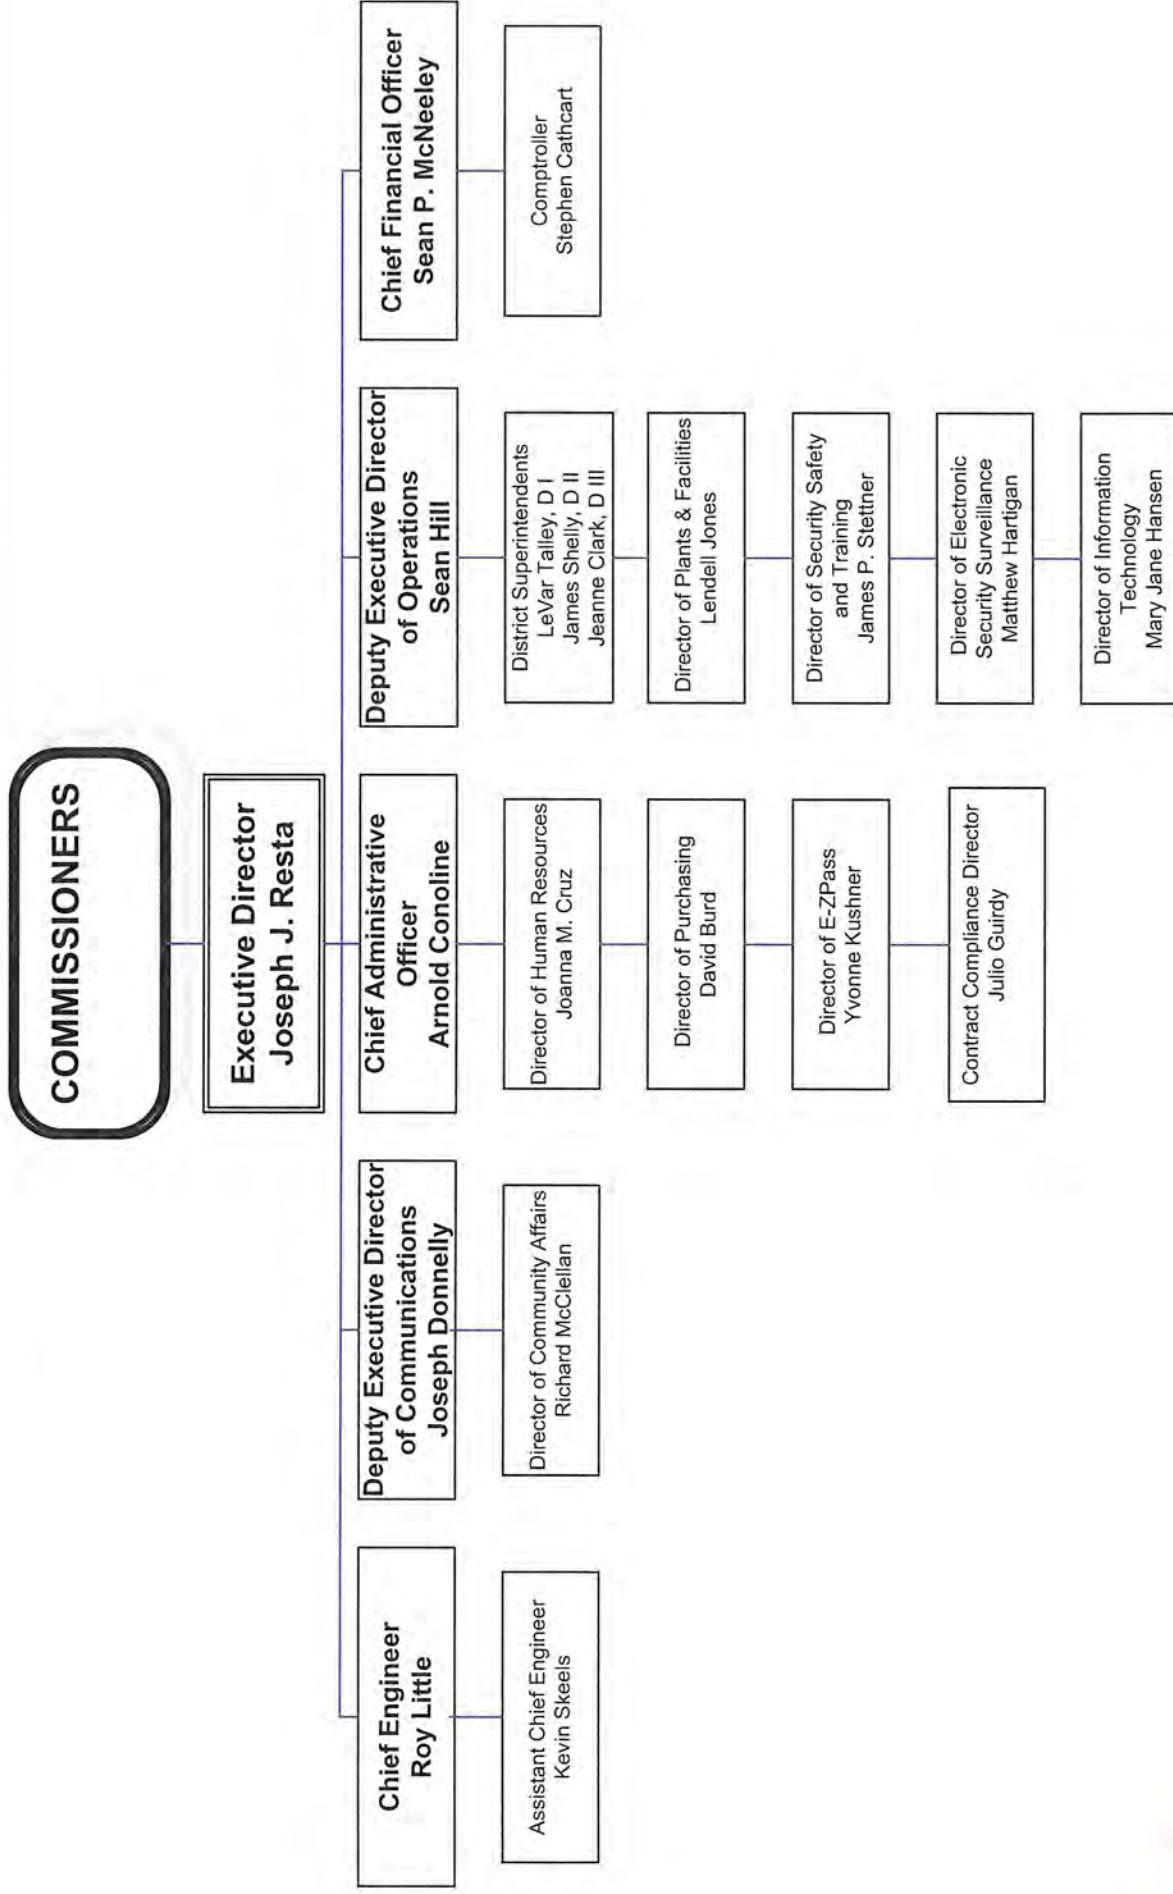 COMMISSIONERS
Executive Director
Joseph J. Resta
Chief Engineer
Roy Little
Deputy Executive Director
of Communications
Joseph Donnelly
Chief Administrative
Officer
Arnold Conoline
Deputy Executive Director
of Operations
Sean Hill
Chief Financial Officer
Sean P. McNeeley
Assistant Chief Engineer
Kevin Skeels
Director of Community Affairs
Richard McClellan
Director of Human Resources
Joanna M. Cruz
Director of Purchasing
David Burd
Director of E-ZPass
Yvonne Kushner
Contract Compliance Director
Julio Guirdy
District Superintendents
LeVar Talley, D I
James Shelly, D II
Jeanne Clark, D III
Director of Plants & Facilities
Lendell Jones
Director of Security Safety
and Training
James P. Stettner
Director of Electronic
Security Surveillance
Matthew Hartigan
Director of Information
Technology
Mary Jane Hansen
Comptroller
Stephen Cathcart